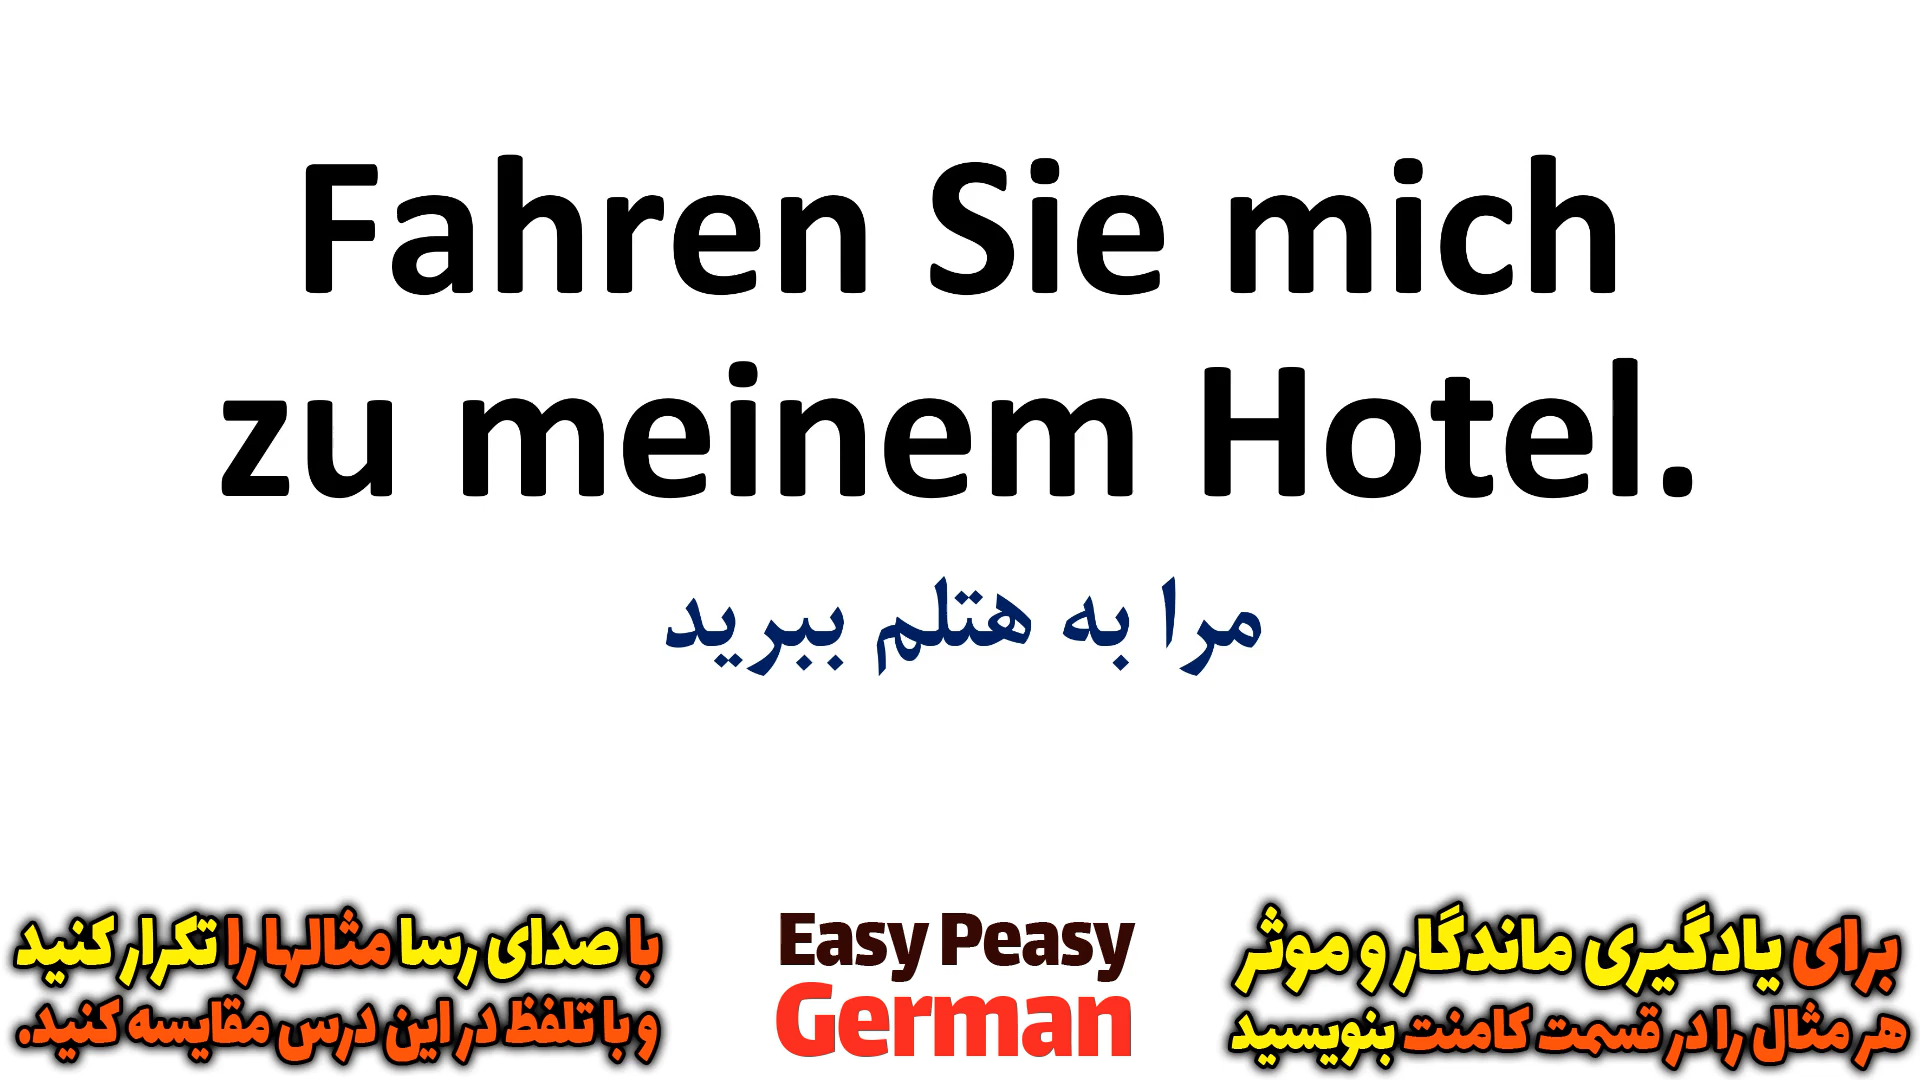 Fahren Sie mich
zu meinem Hotel.
مرا به هتلم ببرید
برای یادگیری ماندگار و موثر
هر مثال را در قسمت کامنت بنویسید
Easy Peasy
German
با صدای رسا مثالها را تکرار کنید
و با تلفظ در این درس مقایسه کنید.